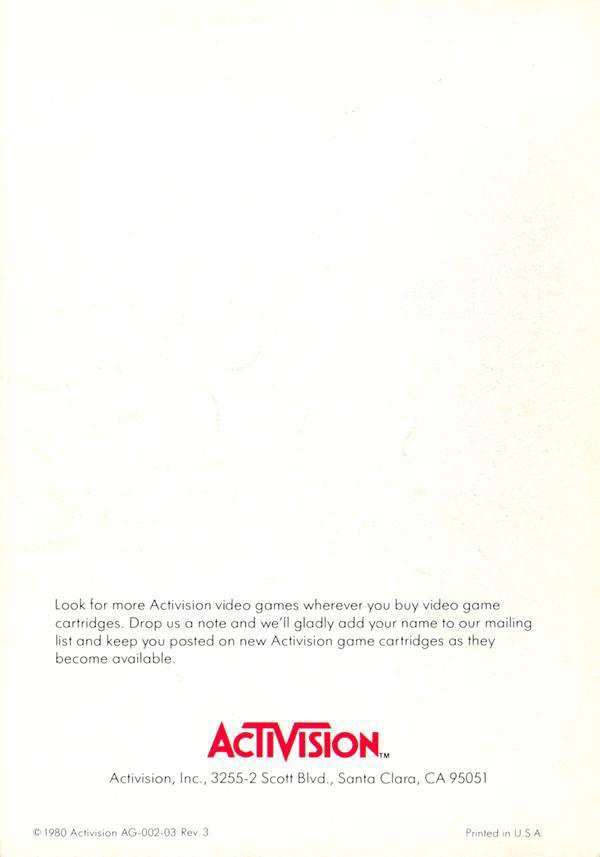 Look for more Activision video games wherever you buy video game
cartridges. Drop us a note and we'll gladly add your name to our mailing
list and keep you posted on new Activision game cartridges as they
become available.
ACTIVISION™
Activision, Inc., 3255-2 Scott Blvd., Santa Clara, CA 95051
© 1980 Activision AG-002-03 Rev. 3 Printed in U.S.A.